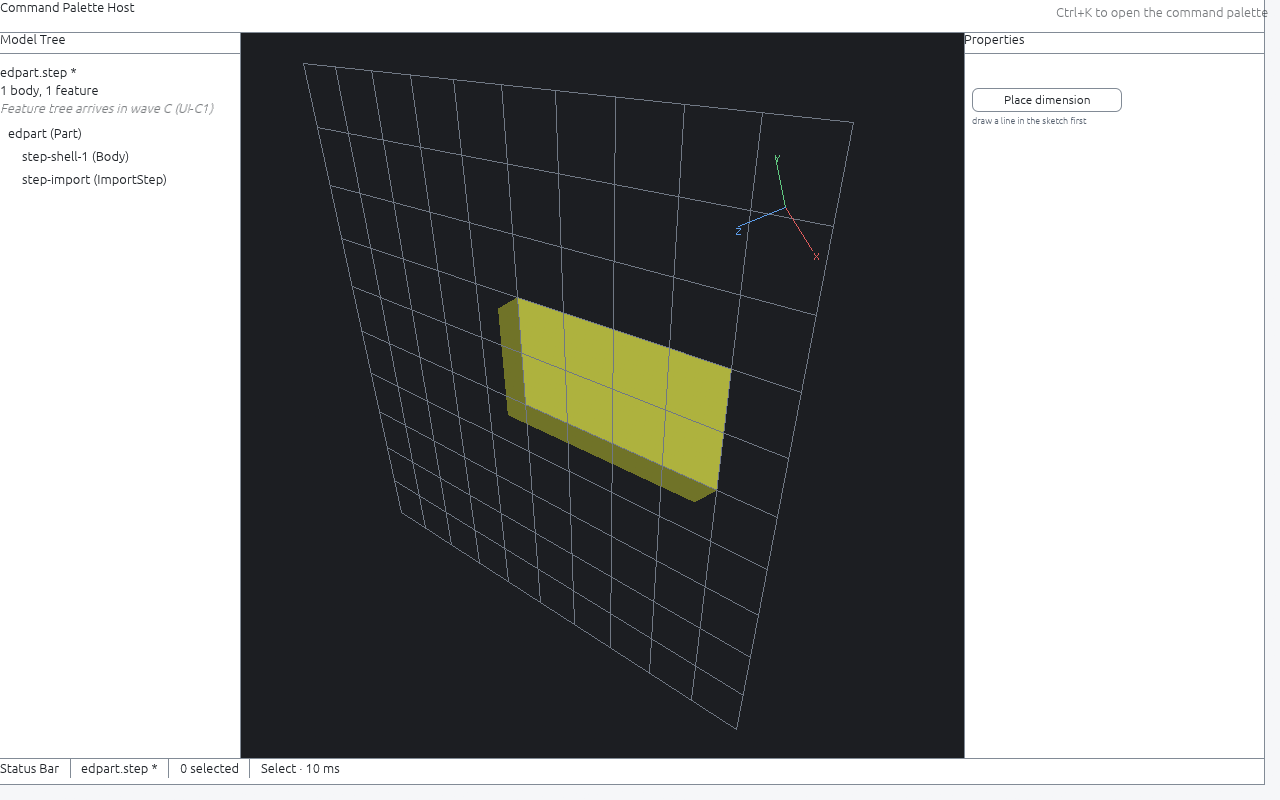 Command Palette Host
Ctrl+K to open the command palette
Model Tree
Properties
edpart.step *
1 body, 1 feature
Feature tree arrives in wave C (UI-C1)
edpart (Part)
step-shell-1 (Body)
step-import (ImportStep)
Place dimension
draw a line in the sketch first
Y
Z
X
Status Bar
edpart.step *
0 selected
Select · 10 ms